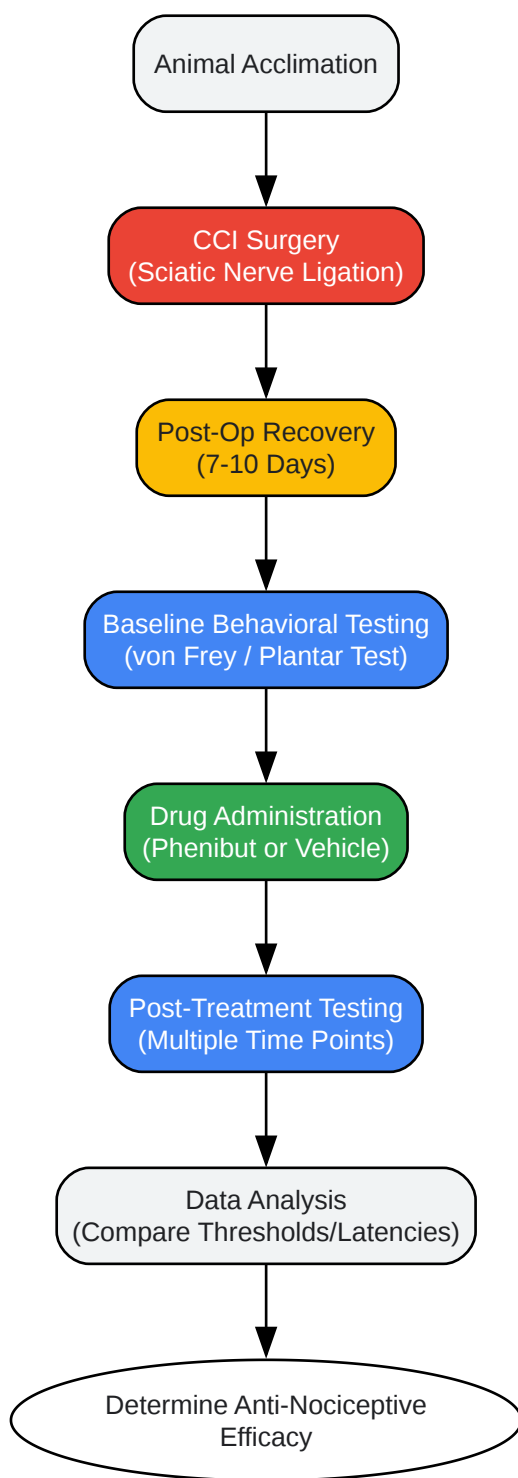 Animal Acclimation
CCI Surgery
(Sciatic Nerve Ligation)
Post-Op Recovery
(7-10 Days)
Baseline Behavioral Testing
(von Frey / Plantar Test)
Drug Administration
(Phenibut or Vehicle)
Post-Treatment Testing
(Multiple Time Points)
Data Analysis
(Compare Thresholds/Latencies)
Determine Anti-Nociceptive
Efficacy